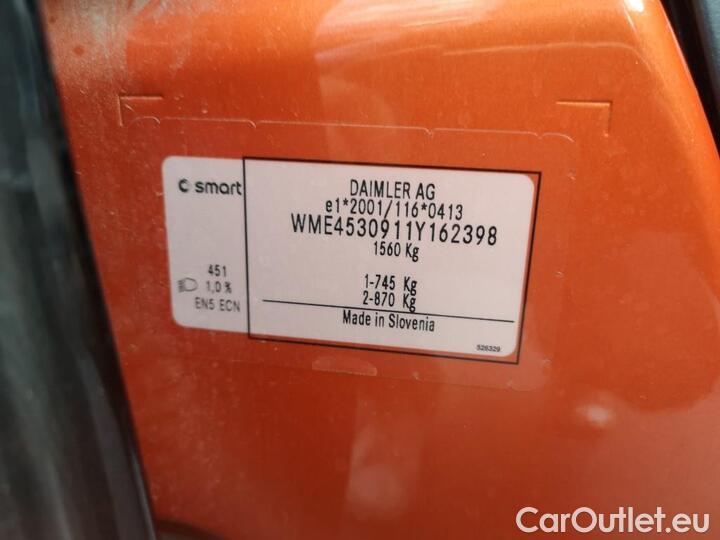 smart
DAIMLER AG
e1*2001/116*0413
WME4530911Y162398
1560 Kg
451
1,0 %
EN5 ECN
1-745 Kg
2-870 Kg
Made in Slovenia
526329
CarOutlet.eu